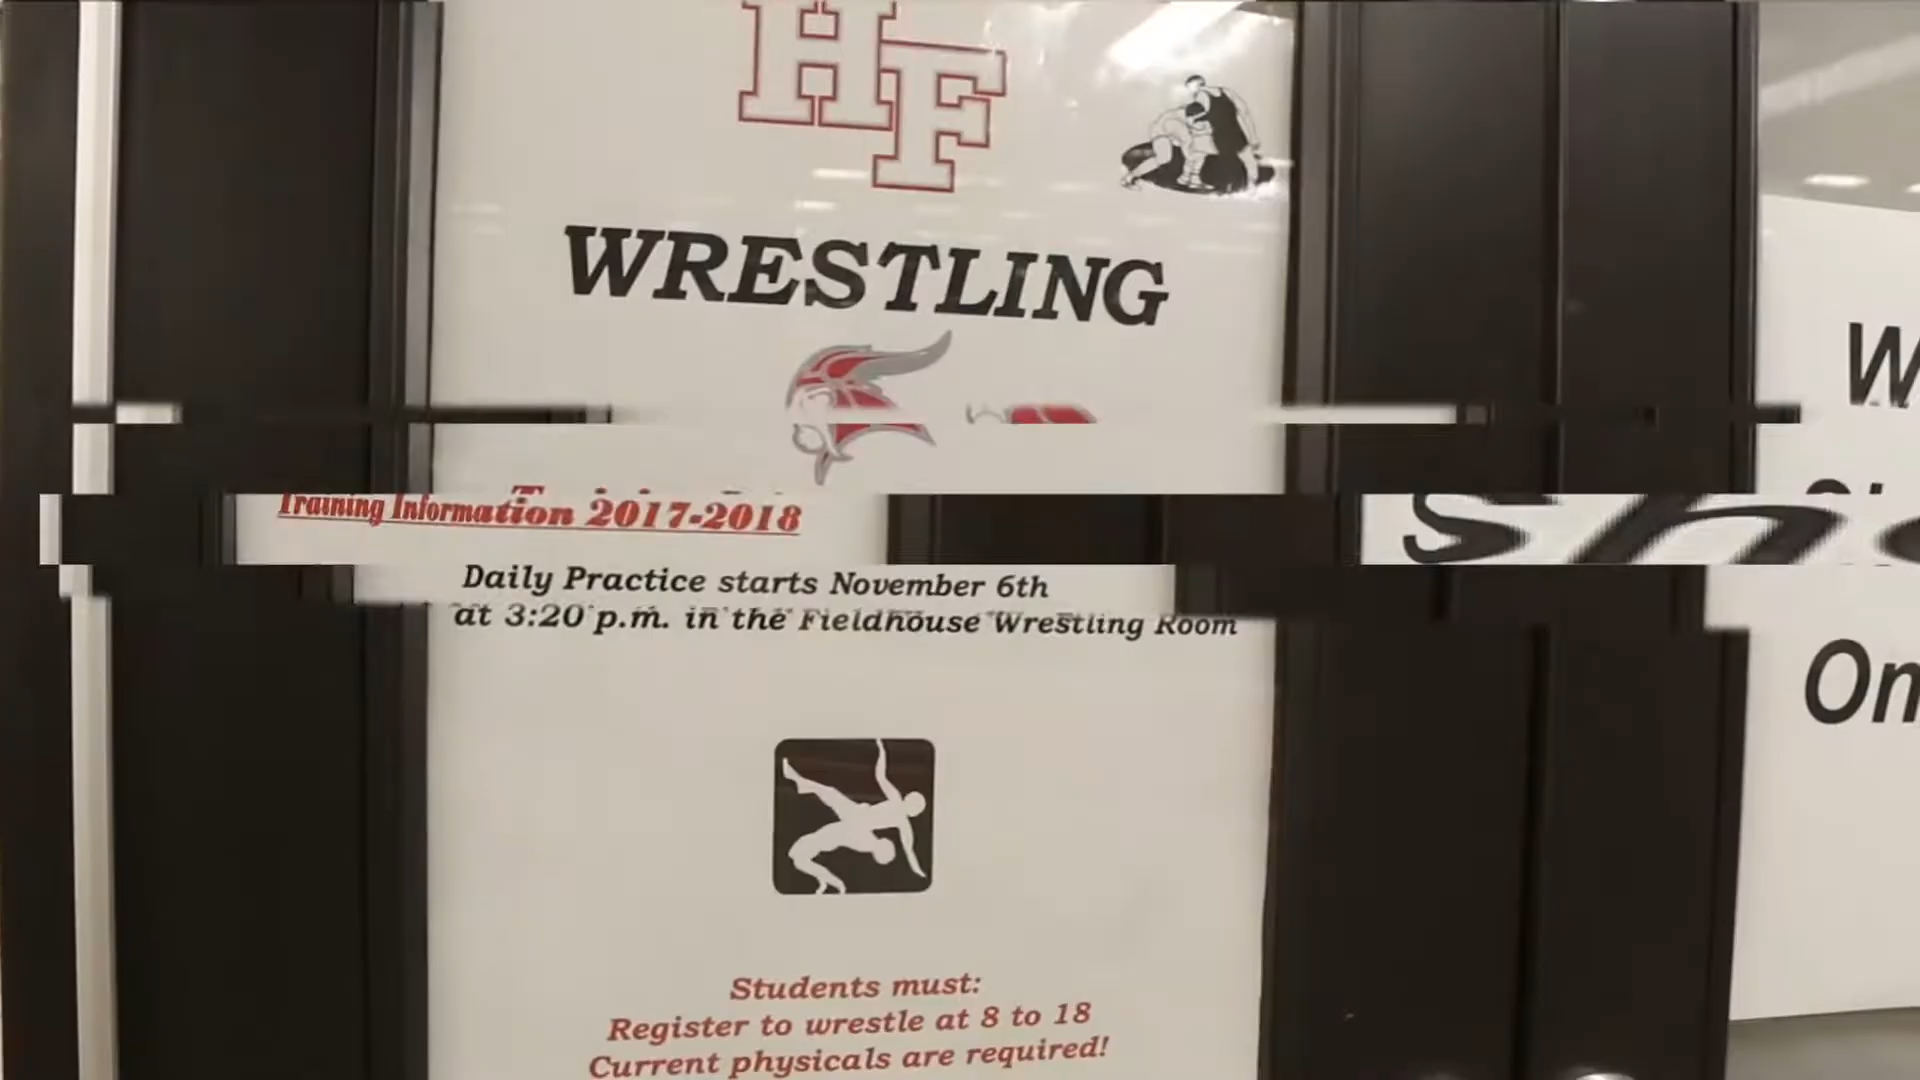 HF
WRESTLING
Training Information 2017-2018
Daily Practice starts November 6th
at 3:20 p.m. in the Fieldhouse Wrestling Room
Students must:
Register to wrestle at 8 to 18
Current physicals are required!